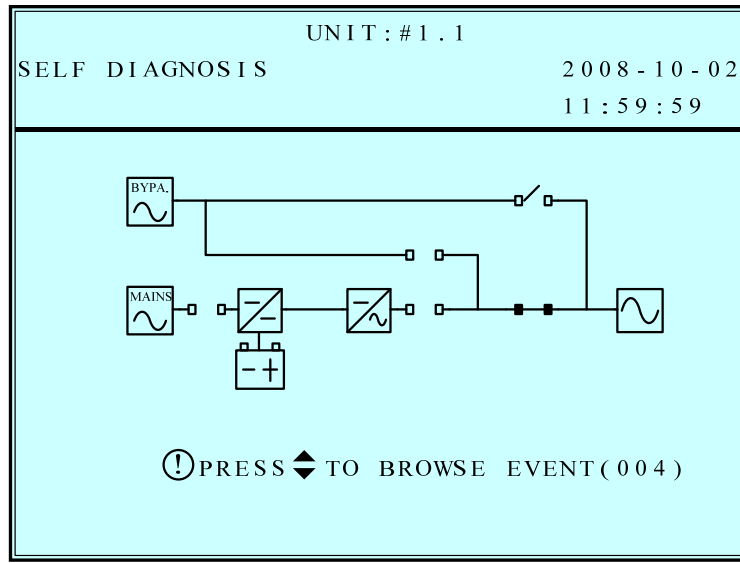 UNIT:#1.1
SELF DIAGNOSIS
2008-10-02
11:59:59
BYPA.
MAINS
PRESS TO BROWSE EVENT(004)